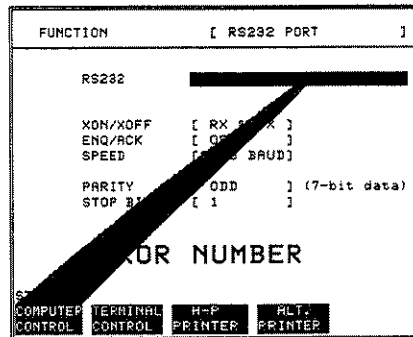 FUNCTION [ RS232 PORT ]
RS232
XON/XOFF [ RX X ]
ENQ/ACK [
SPEED [ BAUD]
PARITY ODD ] (7-bit data)
STOP [ 1 ]
OR NUMBER
COMPUTER CONTROL TERMINAL CONTROL H-P PRINTER ALT. PRINTER